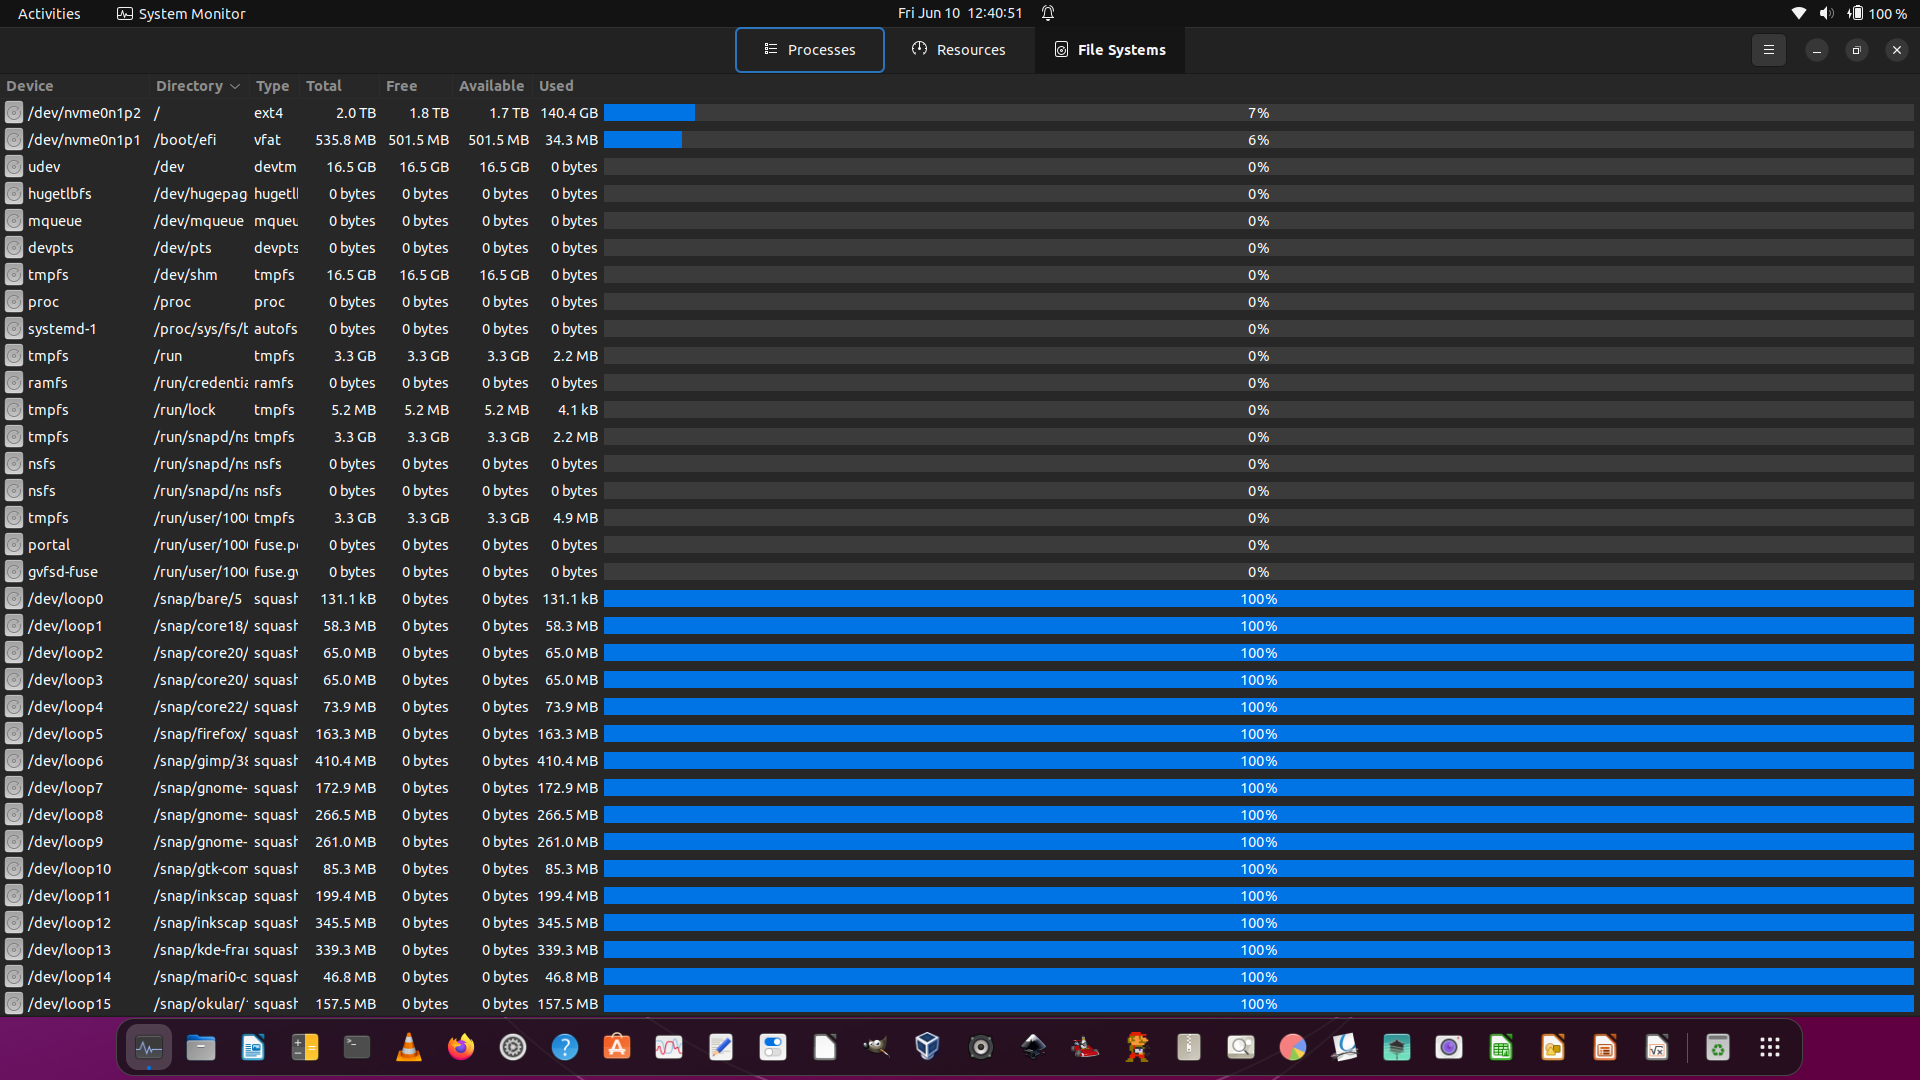 Activities System Monitor Fri Jun 10 12:40:51 100 %
Processes Resources File Systems
Device Directory Type Total Free Available Used
/dev/nvme0n1p2 / ext4 2.0 TB 1.8 TB 1.7 TB 140.4 GB 7%
/dev/nvme0n1p1 /boot/efi vfat 535.8 MB 501.5 MB 501.5 MB 34.3 MB 6%
udev /dev devtm 16.5 GB 16.5 GB 16.5 GB 0 bytes 0%
hugetlbfs /dev/hugepag hugetl 0 bytes 0 bytes 0 bytes 0 bytes 0%
mqueue /dev/mqueue mqueu 0 bytes 0 bytes 0 bytes 0 bytes 0%
devpts /dev/pts devpts 0 bytes 0 bytes 0 bytes 0 bytes 0%
tmpfs /dev/shm tmpfs 16.5 GB 16.5 GB 16.5 GB 0 bytes 0%
proc /proc proc 0 bytes 0 bytes 0 bytes 0 bytes 0%
systemd-1 /proc/sys/fs/b autofs 0 bytes 0 bytes 0 bytes 0 bytes 0%
tmpfs /run tmpfs 3.3 GB 3.3 GB 3.3 GB 2.2 MB 0%
ramfs /run/credentia ramfs 0 bytes 0 bytes 0 bytes 0 bytes 0%
tmpfs /run/lock tmpfs 5.2 MB 5.2 MB 5.2 MB 4.1 kB 0%
tmpfs /run/snapd/ns tmpfs 3.3 GB 3.3 GB 3.3 GB 2.2 MB 0%
nsfs /run/snapd/ns nsfs 0 bytes 0 bytes 0 bytes 0 bytes 0%
nsfs /run/snapd/ns nsfs 0 bytes 0 bytes 0 bytes 0 bytes 0%
tmpfs /run/user/100 tmpfs 3.3 GB 3.3 GB 3.3 GB 4.9 MB 0%
portal /run/user/100 fuse.p 0 bytes 0 bytes 0 bytes 0 bytes 0%
gvfsd-fuse /run/user/100 fuse.gv 0 bytes 0 bytes 0 bytes 0 bytes 0%
/dev/loop0 /snap/bare/5 squash 131.1 kB 0 bytes 0 bytes 131.1 kB 100%
/dev/loop1 /snap/core18/ squash 58.3 MB 0 bytes 0 bytes 58.3 MB 100%
/dev/loop2 /snap/core20/ squash 65.0 MB 0 bytes 0 bytes 65.0 MB 100%
/dev/loop3 /snap/core20/ squash 65.0 MB 0 bytes 0 bytes 65.0 MB 100%
/dev/loop4 /snap/core22/ squash 73.9 MB 0 bytes 0 bytes 73.9 MB 100%
/dev/loop5 /snap/firefox/ squash 163.3 MB 0 bytes 0 bytes 163.3 MB 100%
/dev/loop6 /snap/gimp/38 squash 410.4 MB 0 bytes 0 bytes 410.4 MB 100%
/dev/loop7 /snap/gnome- squash 172.9 MB 0 bytes 0 bytes 172.9 MB 100%
/dev/loop8 /snap/gnome- squash 266.5 MB 0 bytes 0 bytes 266.5 MB 100%
/dev/loop9 /snap/gnome- squash 261.0 MB 0 bytes 0 bytes 261.0 MB 100%
/dev/loop10 /snap/gtk-com squash 85.3 MB 0 bytes 0 bytes 85.3 MB 100%
/dev/loop11 /snap/inkscap squash 199.4 MB 0 bytes 0 bytes 199.4 MB 100%
/dev/loop12 /snap/inkscap squash 345.5 MB 0 bytes 0 bytes 345.5 MB 100%
/dev/loop13 /snap/kde-frai squash 339.3 MB 0 bytes 0 bytes 339.3 MB 100%
/dev/loop14 /snap/mari0-c squash 46.8 MB 0 bytes 0 bytes 46.8 MB 100%
/dev/loop15 /snap/okular/ squash 157.5 MB 0 bytes 0 bytes 157.5 MB 100%